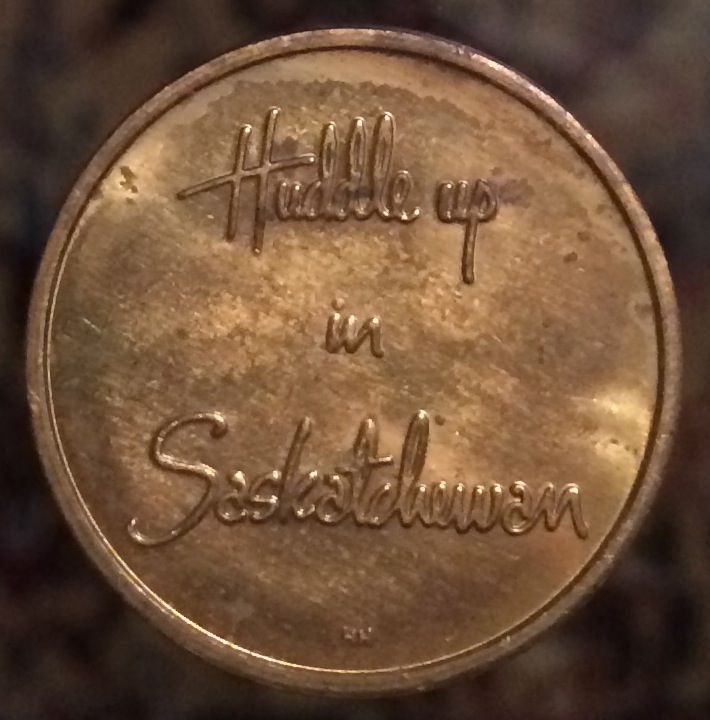 Huddle up
in
Saskatchewan